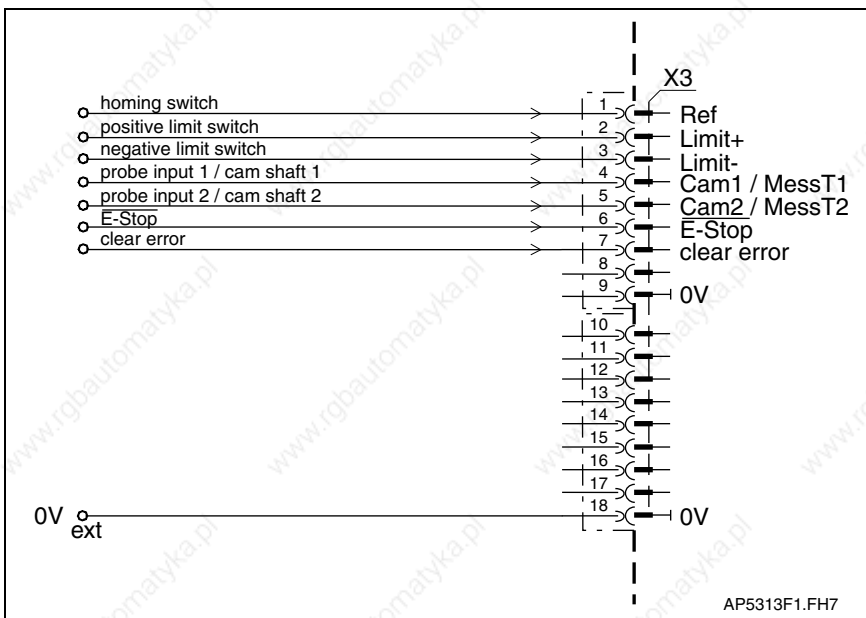 X3
homing switch 1 Ref
positive limit switch 2 Limit+
negative limit switch 3 Limit-
probe input 1 / cam shaft 1 4 Cam1 / MessT1
probe input 2 / cam shaft 2 5 Cam2 / MessT2
E-Stop 6 E-Stop
clear error 7 clear error
8
9 0V
10
11
12
13
14
15
16
17
0V ext 18 0V
AP5313F1.FH7
www.rgbautomatyka.pl